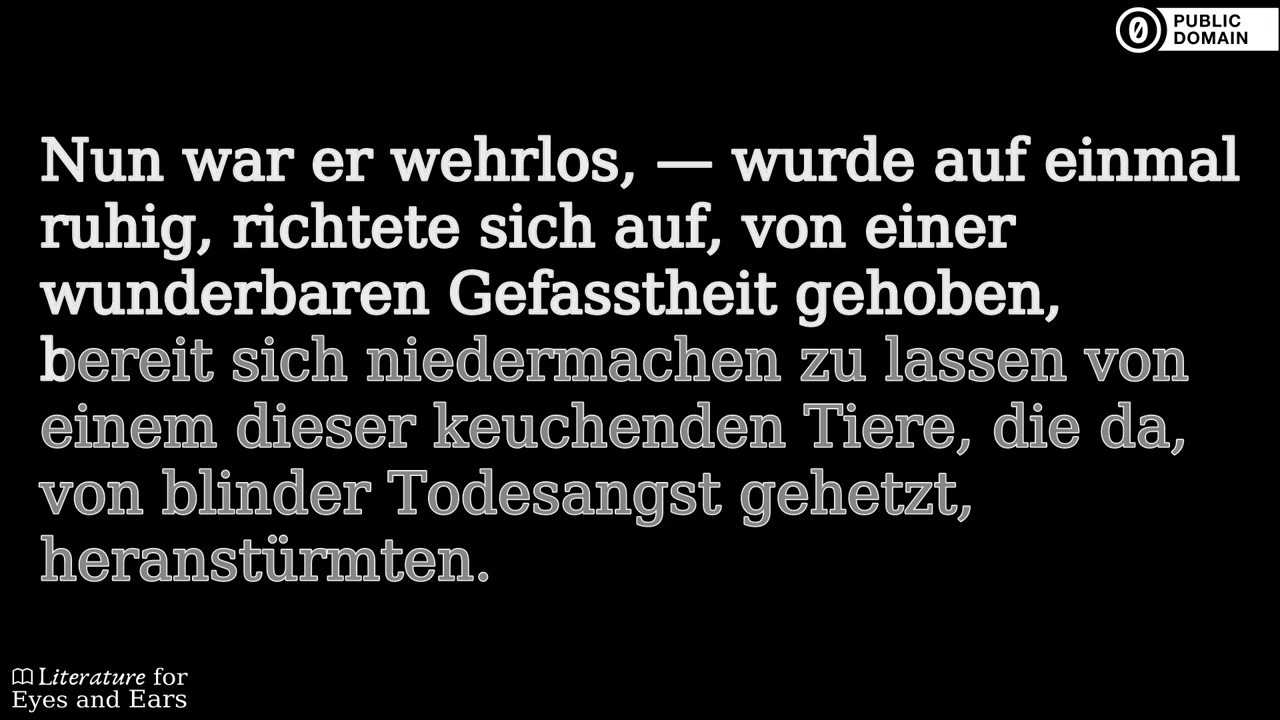 PUBLIC
DOMAIN
Nun war er wehrlos, — wurde auf einmal
ruhig, richtete sich auf, von einer
wunderbaren Gefasstheit gehoben,
bereit sich niedermachen zu lassen von
einem dieser keuchenden Tiere, die da,
von blinder Todesangst gehetzt,
heranstürmten.
Literature for
Eyes and Ears